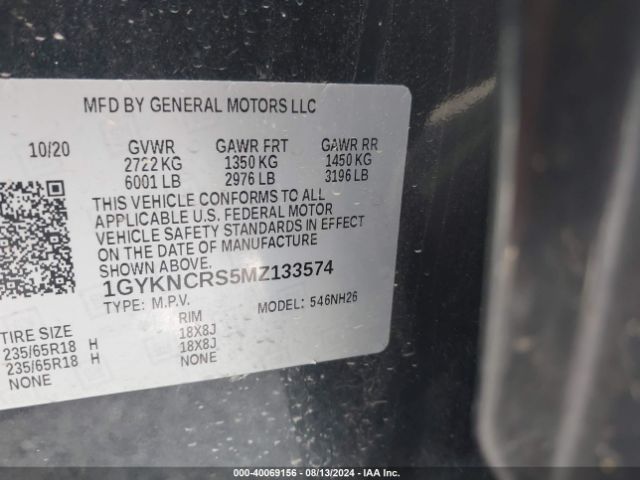 MFD BY GENERAL MOTORS LLC
10/20 GVWR GAWR FRT GAWR RR
2722 KG 1350 KG 1450 KG
6001 LB 2976 LB 3196 LB
THIS VEHICLE CONFORMS TO ALL
APPLICABLE U.S. FEDERAL MOTOR
VEHICLE SAFETY STANDARDS IN EFFECT
ON THE DATE OF MANUFACTURE
SHOWN ABOVE.
1GYKNCRS5MZ133574
TYPE: M.P.V. MODEL: 546NH26
TIRE SIZE RIM
235/65R18 H 18X8J
235/65R18 H 18X8J
NONE NONE
000-40069156 - 08/13/2024 - IAA Inc.